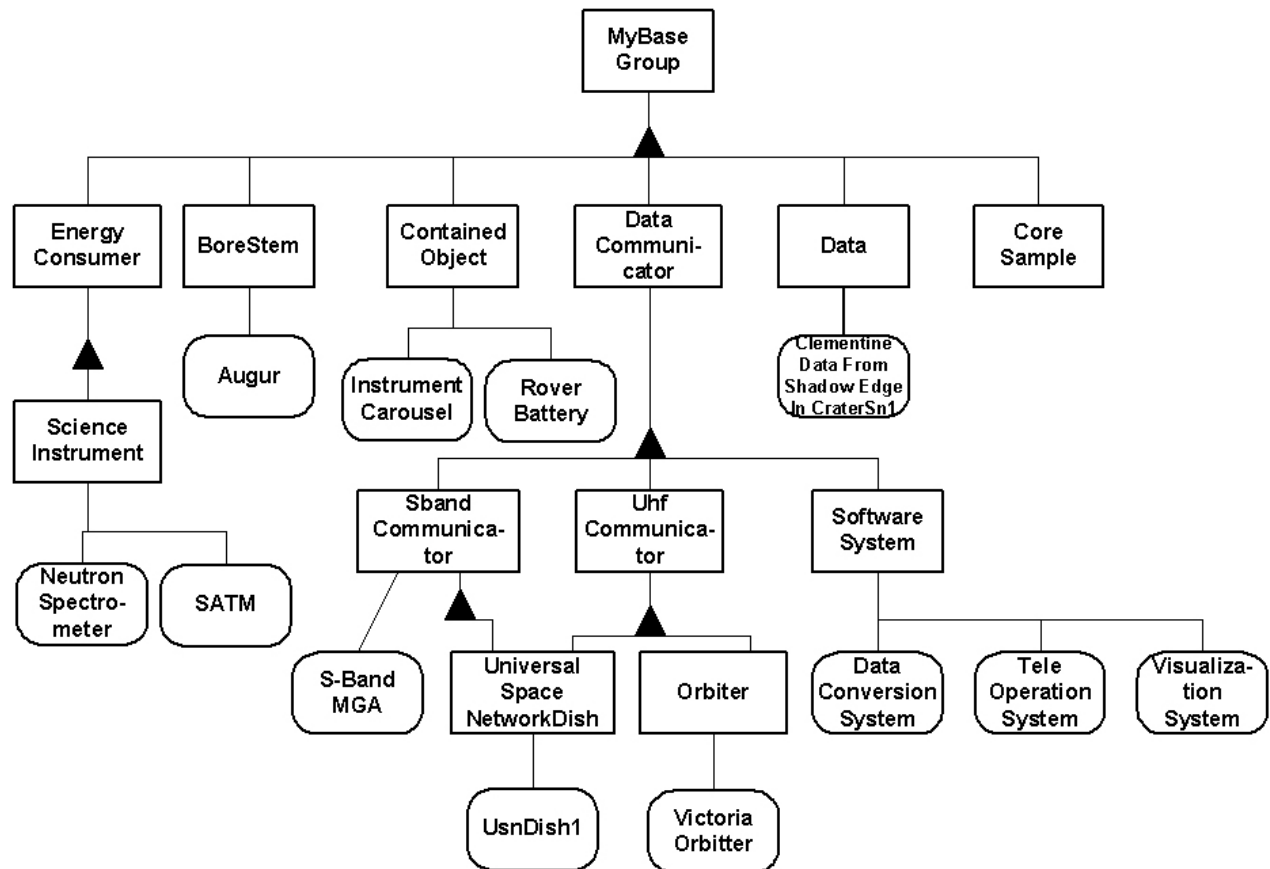 MyBase
Group
Energy
Consumer
BoreStem
Contained
Object
Data
Communi-
cator
Data
Core
Sample
Augur
Instrument
Carousel
Rover
Battery
Clementine
Data From
Shadow Edge
In CraterSn1
Science
Instrument
Sband
Communica-
tor
Uhf
Communica-
tor
Software
System
Neutron
Spectro-
meter
SATM
S-Band
MGA
Universal
Space
NetworkDish
Orbiter
Data
Conversion
System
Tele
Operation
System
Visualiza-
tion
System
UsnDish1
Victoria
Orbitter